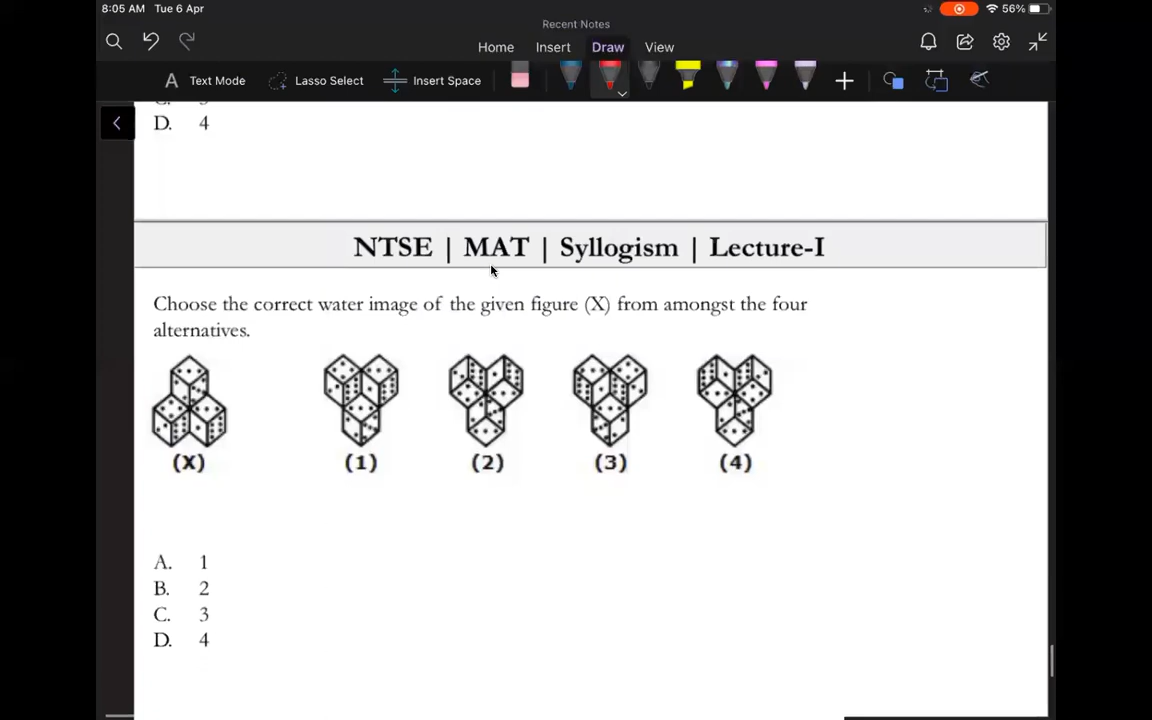 8:05 AM Tue 6 Apr
56%
Recent Notes
Home Insert Draw View
Text Mode Lasso Select Insert Space
D. 4
NTSE | MAT | Syllogism | Lecture-I
Choose the correct water image of the given figure (X) from amongst the four
alternatives.
(X) (1) (2) (3) (4)
A. 1
B. 2
C. 3
D. 4